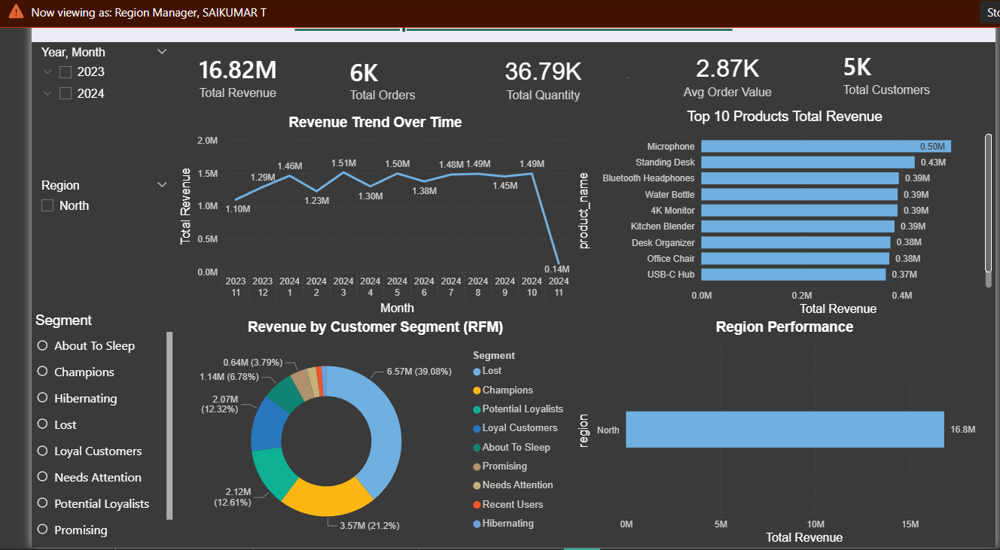 Now viewing as: Region Manager, SAIKUMAR T
Year, Month
2023
2024
16.82M
Total Revenue
6K
Total Orders
36.79K
Total Quantity
2.87K
Avg Order Value
5K
Total Customers
Region
North
Revenue Trend Over Time
Total Revenue
2.0M
1.5M
1.0M
0.5M
0.0M
1.10M
1.29M
1.46M
1.23M
1.51M
1.30M
1.50M
1.38M
1.48M
1.49M
1.45M
1.49M
0.14M
2023 2023 2024 2024 2024 2024 2024 2024 2024 2024 2024 2024 2024
11 12 1 2 3 4 5 6 7 8 9 10 11
Month
Top 10 Products Total Revenue
product_name
Microphone 0.50M
Standing Desk 0.43M
Bluetooth Headphones 0.39M
Water Bottle 0.39M
4K Monitor 0.39M
Kitchen Blender 0.39M
Desk Organizer 0.38M
Office Chair 0.38M
USB-C Hub 0.37M
0.0M 0.2M 0.4M
Total Revenue
Segment
About To Sleep
Champions
Hibernating
Lost
Loyal Customers
Needs Attention
Potential Loyalists
Promising
Revenue by Customer Segment (RFM)
0.64M (3.79%)
1.14M (6.78%)
2.07M
(12.32%)
2.12M
(12.61%)
3.57M (21.2%)
6.57M (39.08%)
Segment
Lost
Champions
Potential Loyalists
Loyal Customers
About To Sleep
Promising
Needs Attention
Recent Users
Hibernating
Region Performance
region
North 16.8M
0M 5M 10M 15M
Total Revenue